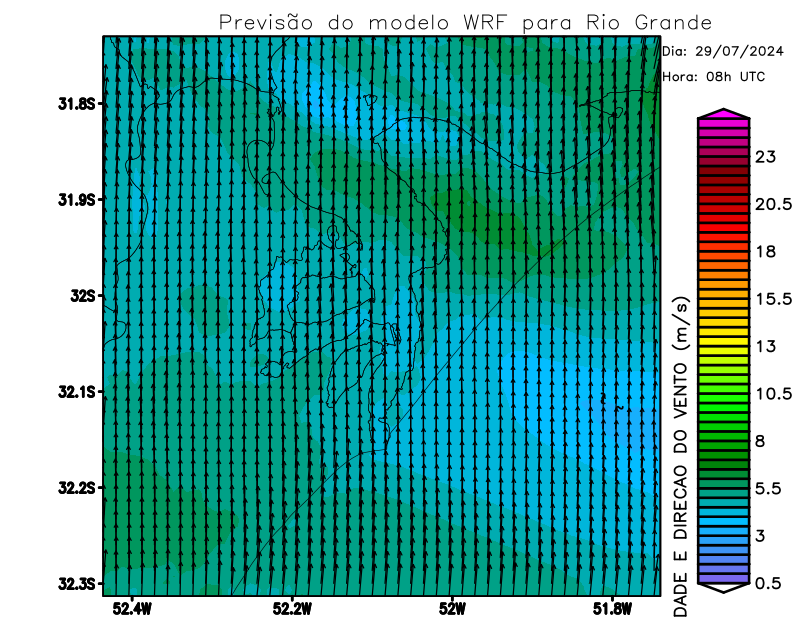 Previsão do modelo WRF para Rio Grande
Dia: 29/07/2024
Hora: 08h UTC
31.8S
31.9S
32S
32.1S
32.2S
32.3S
52.4W
52.2W
52W
51.8W
23
20.5
18
15.5
13
10.5
8
5.5
3
0.5
DADE E DIRECAO DO VENTO (m/s)